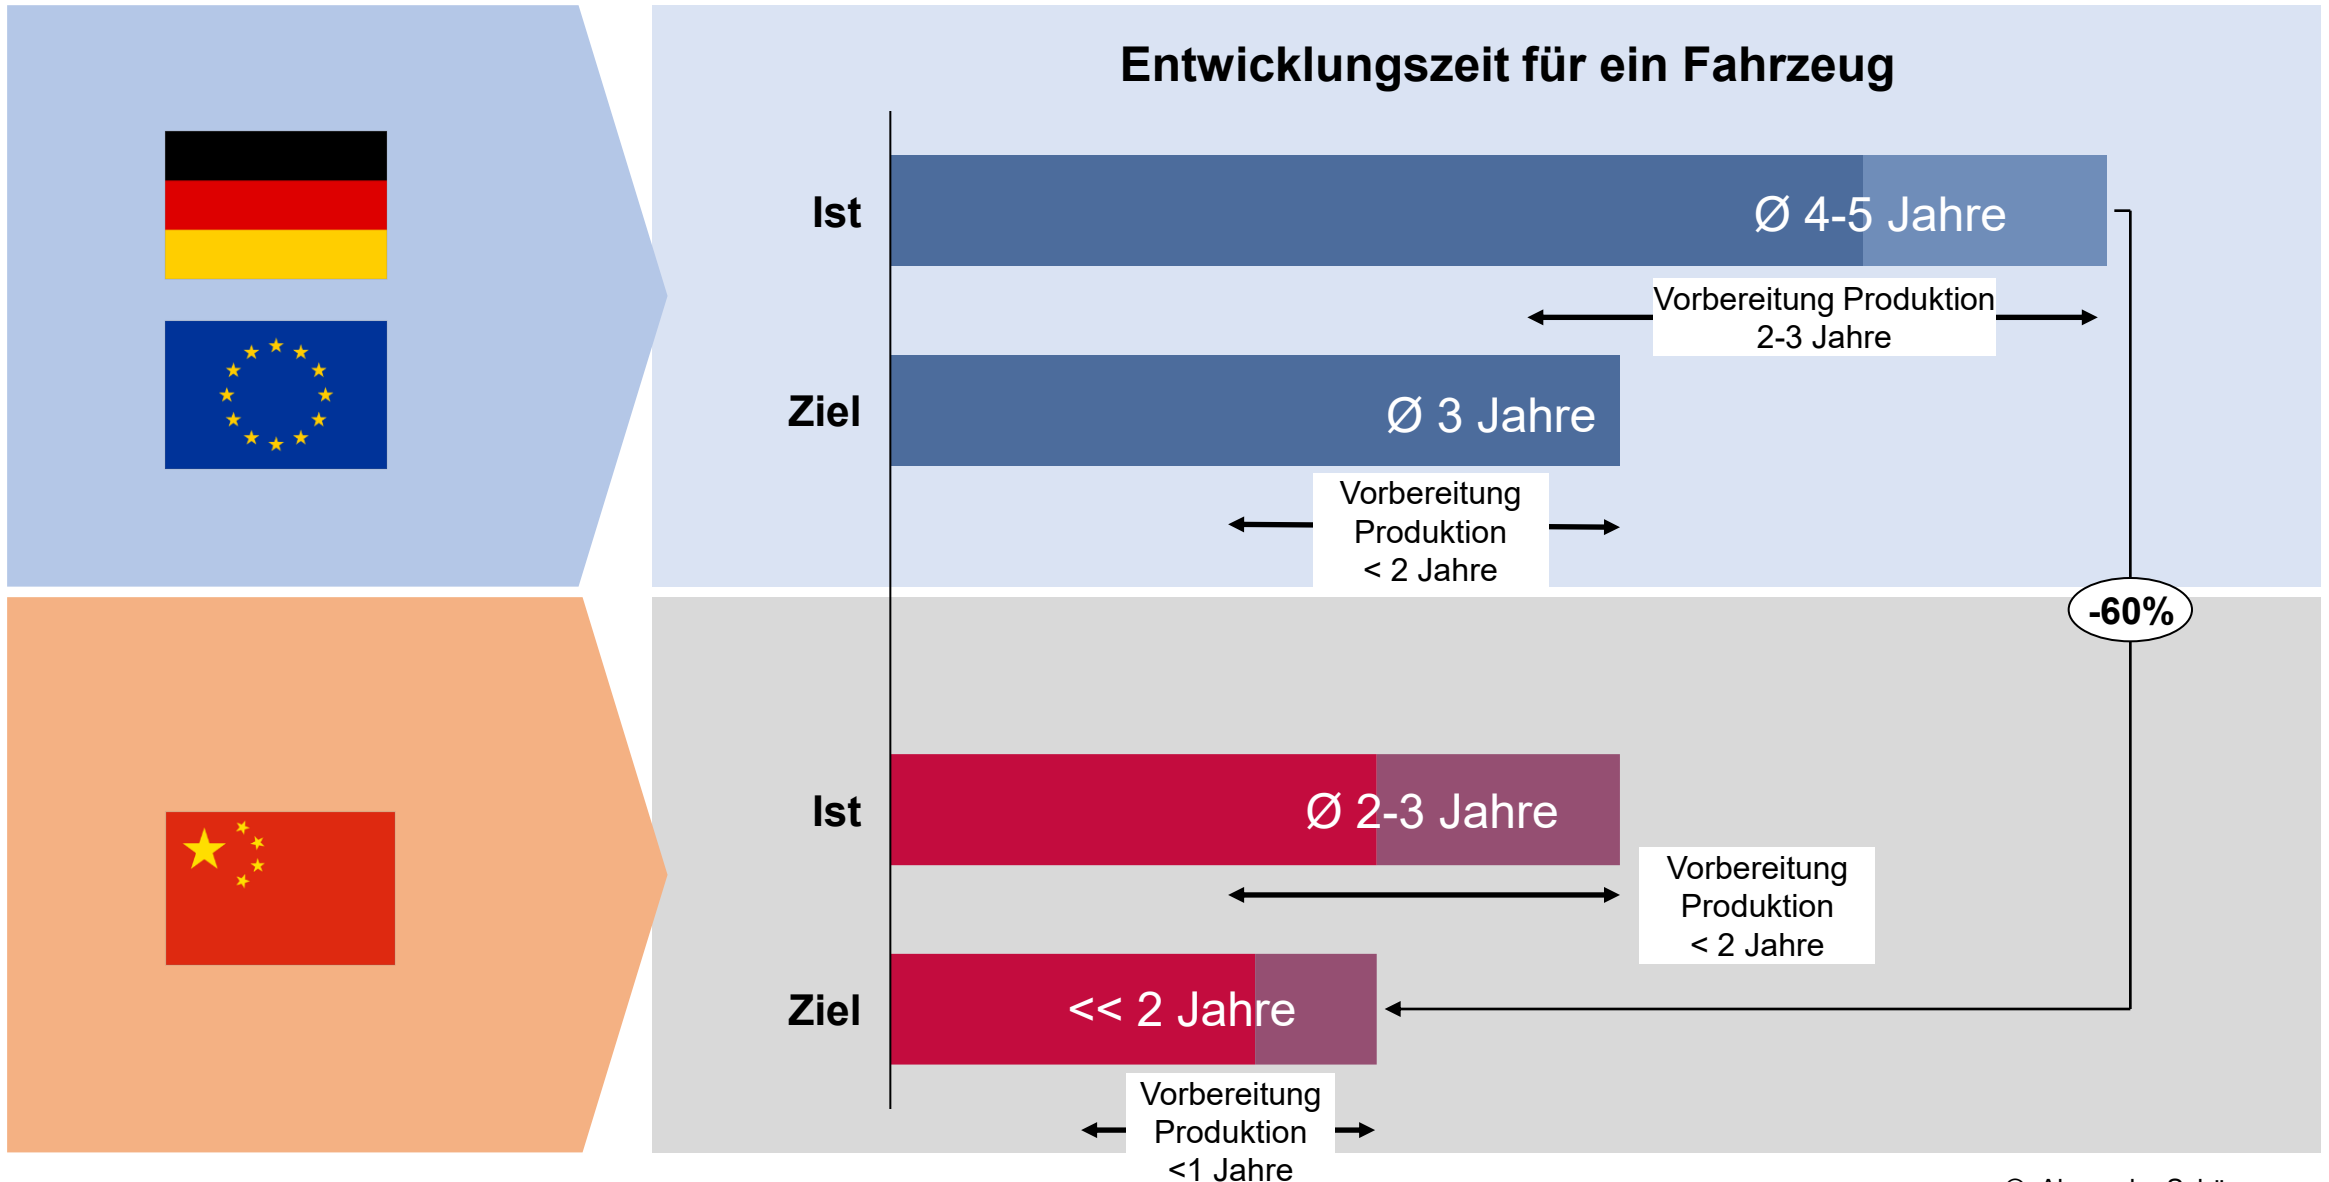 Entwicklungszeit für ein Fahrzeug
Ist
Ø 4-5 Jahre
Vorbereitung Produktion
2-3 Jahre
Ziel
Ø 3 Jahre
Vorbereitung
Produktion
< 2 Jahre
-60%
Ist
Ø 2-3 Jahre
Vorbereitung
Produktion
< 2 Jahre
Ziel
<< 2 Jahre
Vorbereitung
Produktion
<1 Jahre